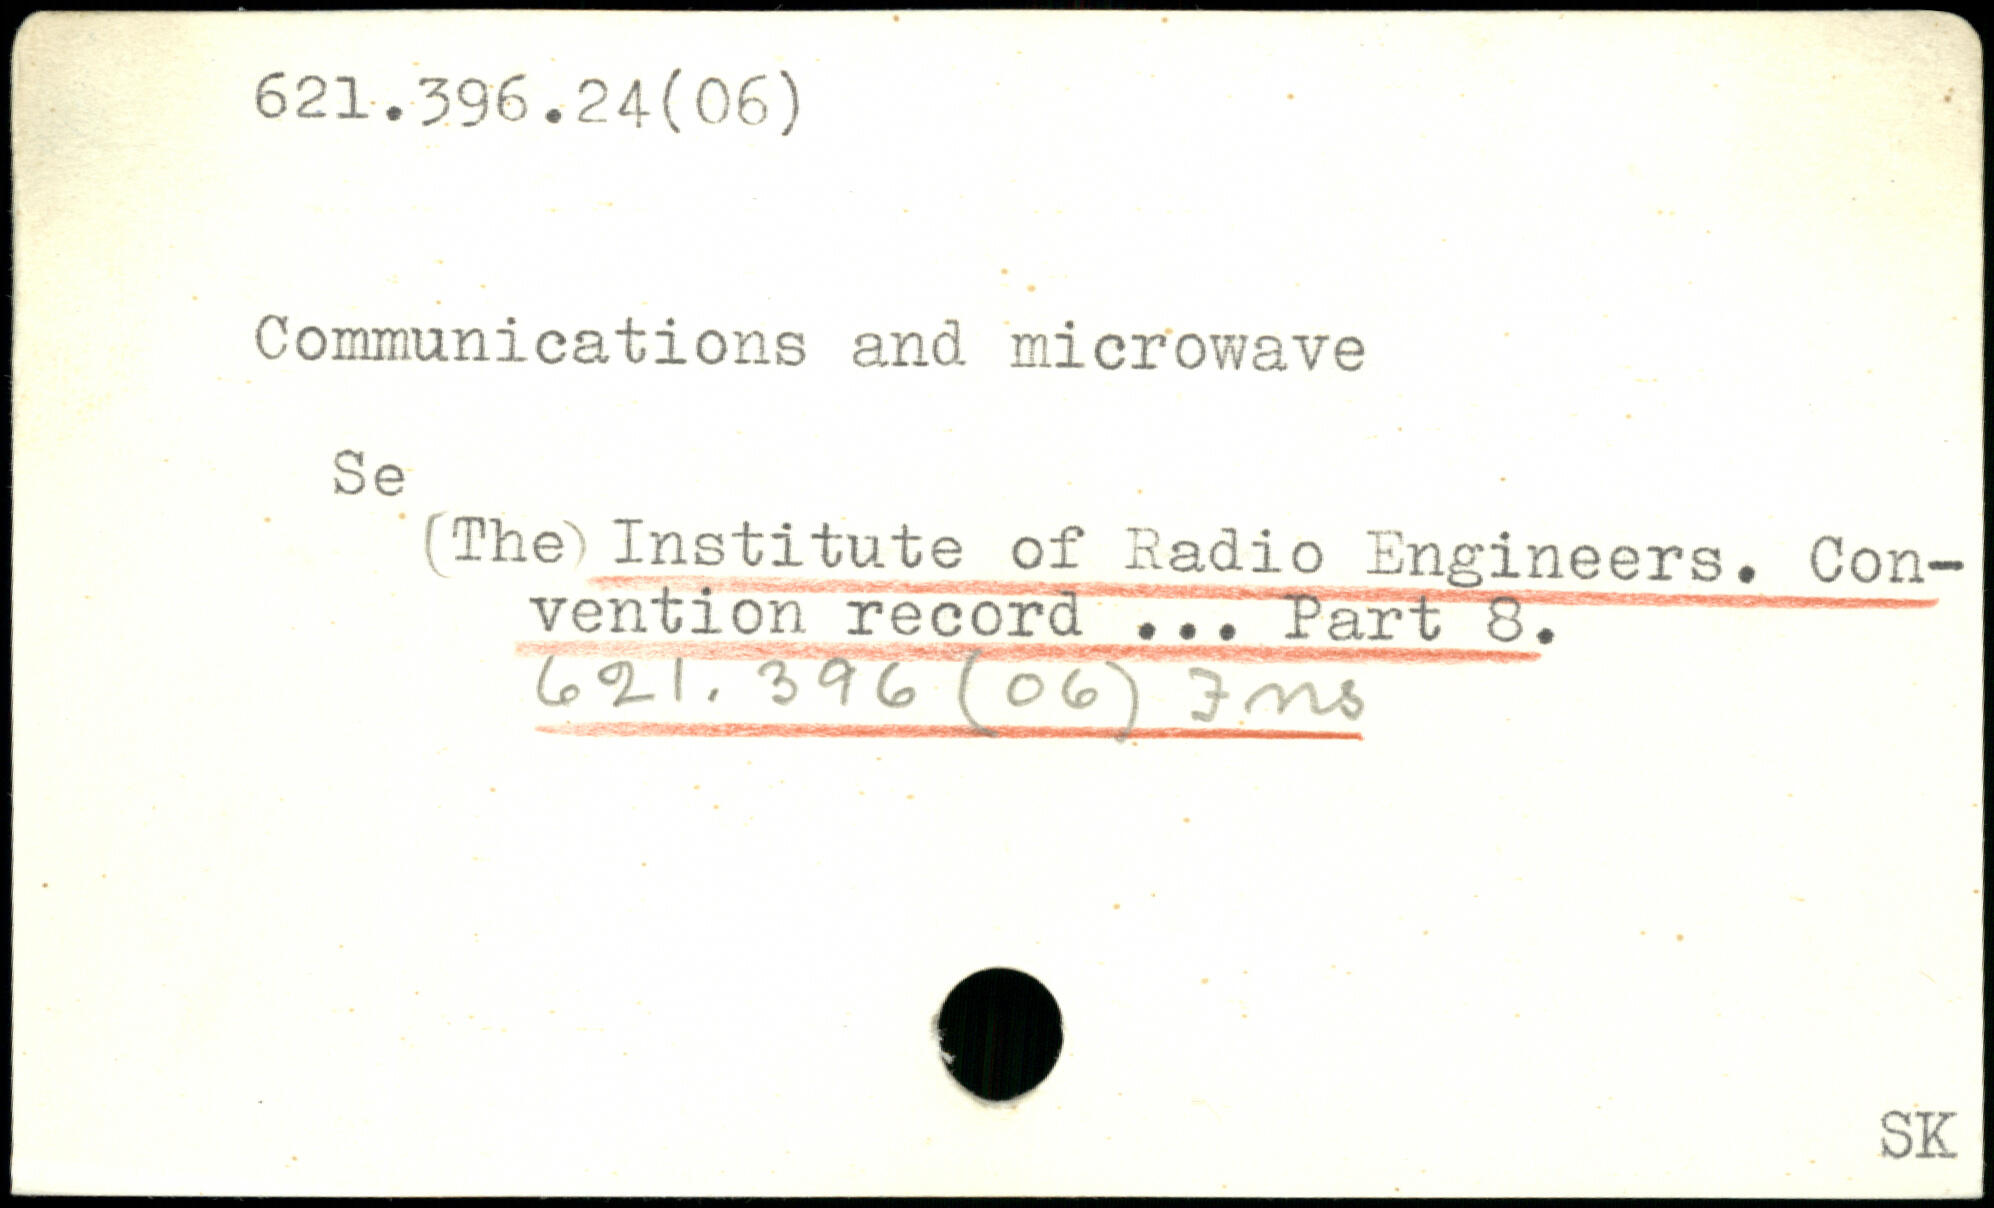 621.396.24(06)
Communications and microwave
Se
(The) Institute of Radio Engineers. Con-
vention record ... Part 8.
621.396(06) Ins
SK